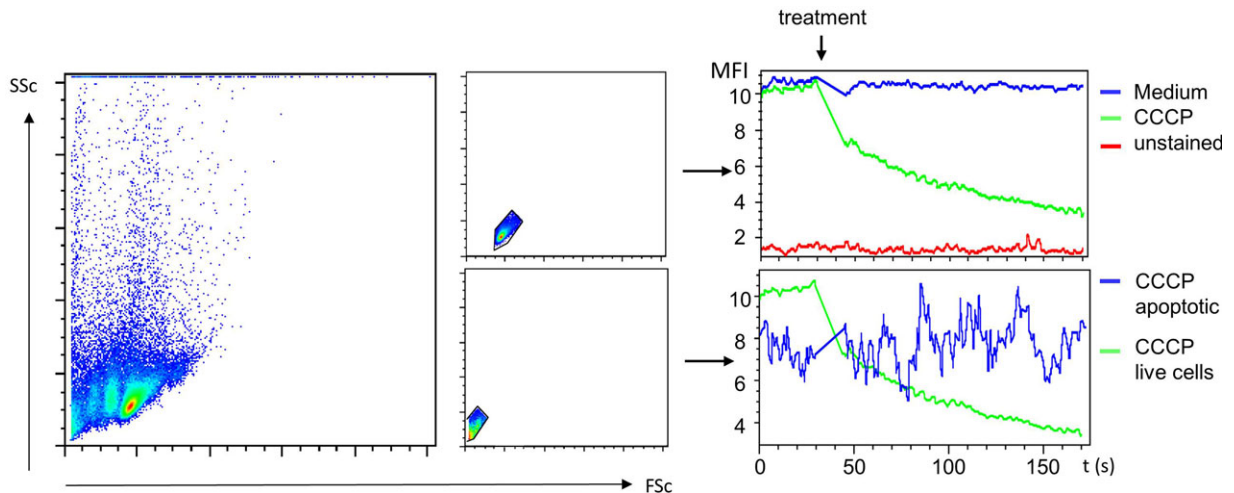 treatment
SSc
MFI
10
8
6
4
2
Medium
CCCP
unstained
10
8
6
4
CCCP
apoptotic
CCCP
live cells
0
50
100
150
t (s)
FSc